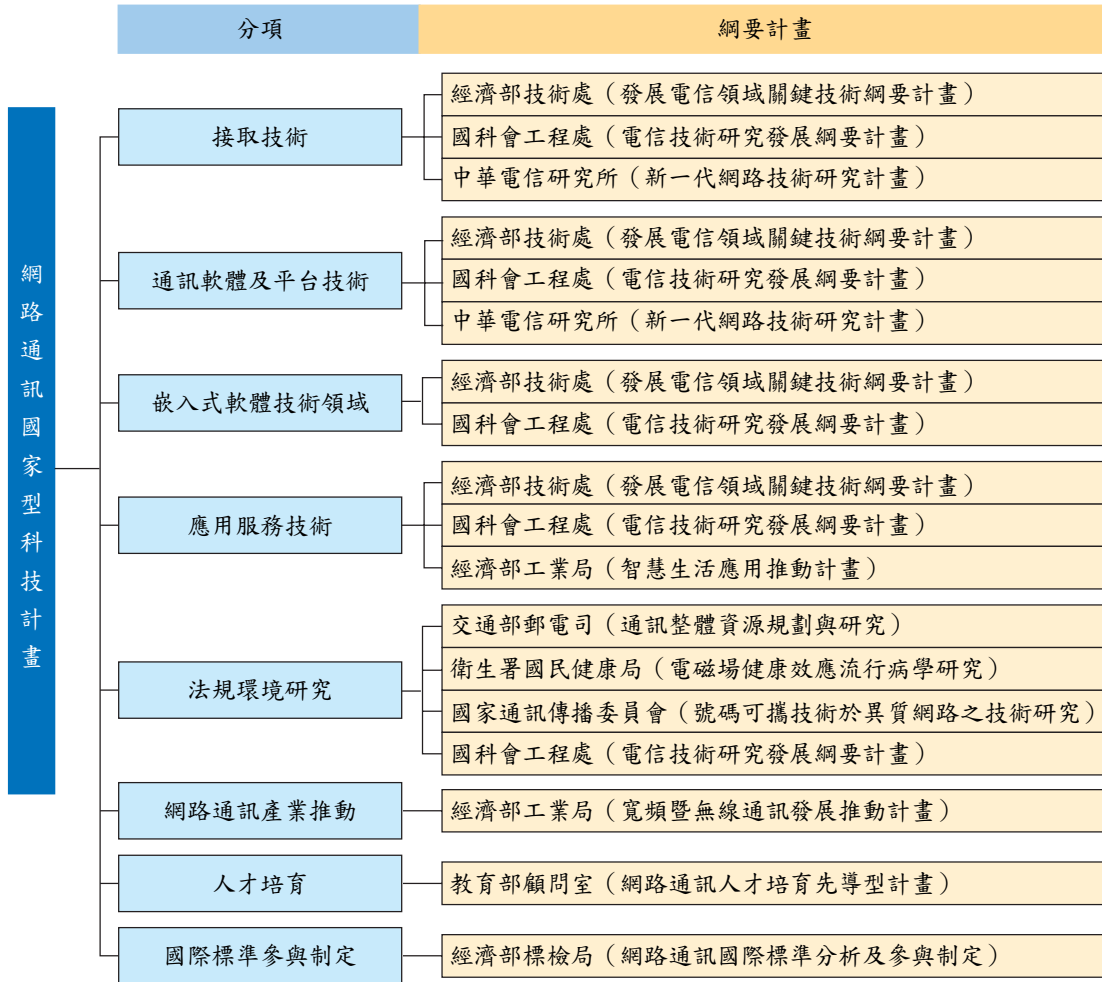 分項
綱要計畫
網路通訊國家型科技計畫
接取技術
經濟部技術處（發展電信領域關鍵技術綱要計畫）
國科會工程處（電信技術研究發展綱要計畫）
中華電信研究所（新一代網路技術研究計畫）
通訊軟體及平台技術
經濟部技術處（發展電信領域關鍵技術綱要計畫）
國科會工程處（電信技術研究發展綱要計畫）
中華電信研究所（新一代網路技術研究計畫）
嵌入式軟體技術領域
經濟部技術處（發展電信領域關鍵技術綱要計畫）
國科會工程處（電信技術研究發展綱要計畫）
應用服務技術
經濟部技術處（發展電信領域關鍵技術綱要計畫）
國科會工程處（電信技術研究發展綱要計畫）
經濟部工業局（智慧生活應用推動計畫）
法規環境研究
交通部郵電司（通訊整體資源規劃與研究）
衛生署國民健康局（電磁場健康效應流行病學研究）
國家通訊傳播委員會（號碼可攜技術於異質網路之技術研究）
國科會工程處（電信技術研究發展綱要計畫）
網路通訊產業推動
經濟部工業局（寬頻暨無線通訊發展推動計畫）
人才培育
教育部顧問室（網路通訊人才培育先導型計畫）
國際標準參與制定
經濟部標檢局（網路通訊國際標準分析及參與制定）